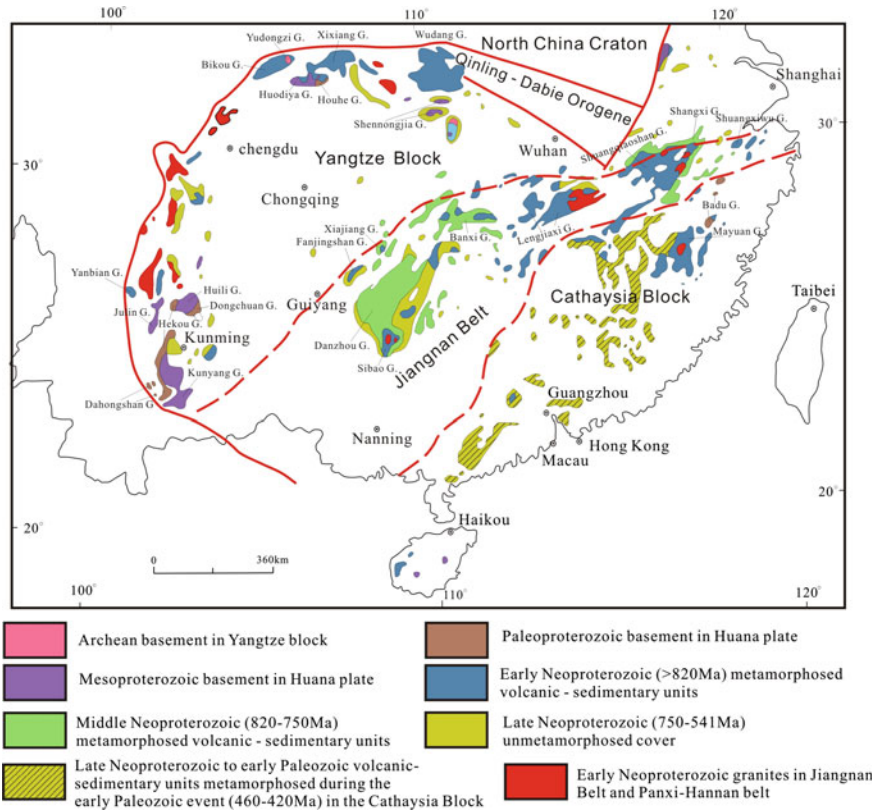 100°
110°
120°
Yudongzi G.
Xixiang G.
Wudang G.
North China Craton
Bikou G.
Qinling - Dabie Orogene
Shanghai
Huodiya G.
Houhe G.
Shangxi G.
Shuangxiwu G.
Shennongjia G.
Shuangqiaoshan G.
30°
chengdu
Yangtze Block
Wuhan
30°
Chongqing
Badu G.
Xiajiang G.
Fanjingshan G.
Banxi G.
Lengjiaxi G.
Mayuan G.
Yanbian G.
Huili G.
Guiyang
Cathaysia Block
Taibei
Julin G.
Dongchuan G.
Hekou G.
Kunming
Danzhou G.
Jiangnan Belt
Sibao G.
Kunyang G.
Dahongshan G
Guangzhou
Nanning
Hong Kong
Macau
20°
20°
Haikou
0
360km
100°
110°
120°
Archean basement in Yangtze block
Paleoproterozoic basement in Huana plate
Mesoproterozoic basement in Huana plate
Early Neoproterozoic (>820Ma) metamorphosed
volcanic - sedimentary units
Middle Neoproterozoic (820-750Ma)
metamorphosed volcanic - sedimentary units
Late Neoproterozoic (750-541Ma)
unmetamorphosed cover
Late Neoproterozoic to early Paleozoic volcanic-
sedimentary units metamorphosed during the
early Paleozoic event (460-420Ma) in the Cathaysia Block
Early Neoproterozoic granites in Jiangnan
Belt and Panxi-Hannan belt